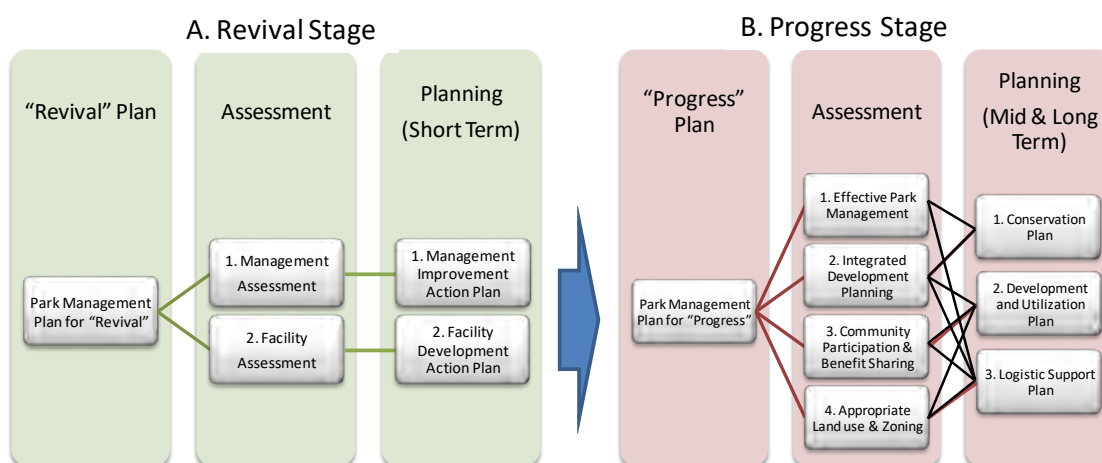 A. Revival Stage
“Revival” Plan
Assessment
Planning
(Short Term)
Park Management
Plan for “Revival”
1. Management
Assessment
2. Facility
Assessment
1. Management
Improvement
Action Plan
2. Facility
Development
Action Plan
B. Progress Stage
“Progress”
Plan
Assessment
Planning
(Mid & Long
Term)
Park Management
Plan for “Progress”
1. Effective Park
Management
2. Integrated
Development
Planning
3. Community
Participation &
Benefit Sharing
4. Appropriate
Land use & Zoning
1. Conservation
Plan
2. Development
and Utilization
Plan
3. Logistic Support
Plan